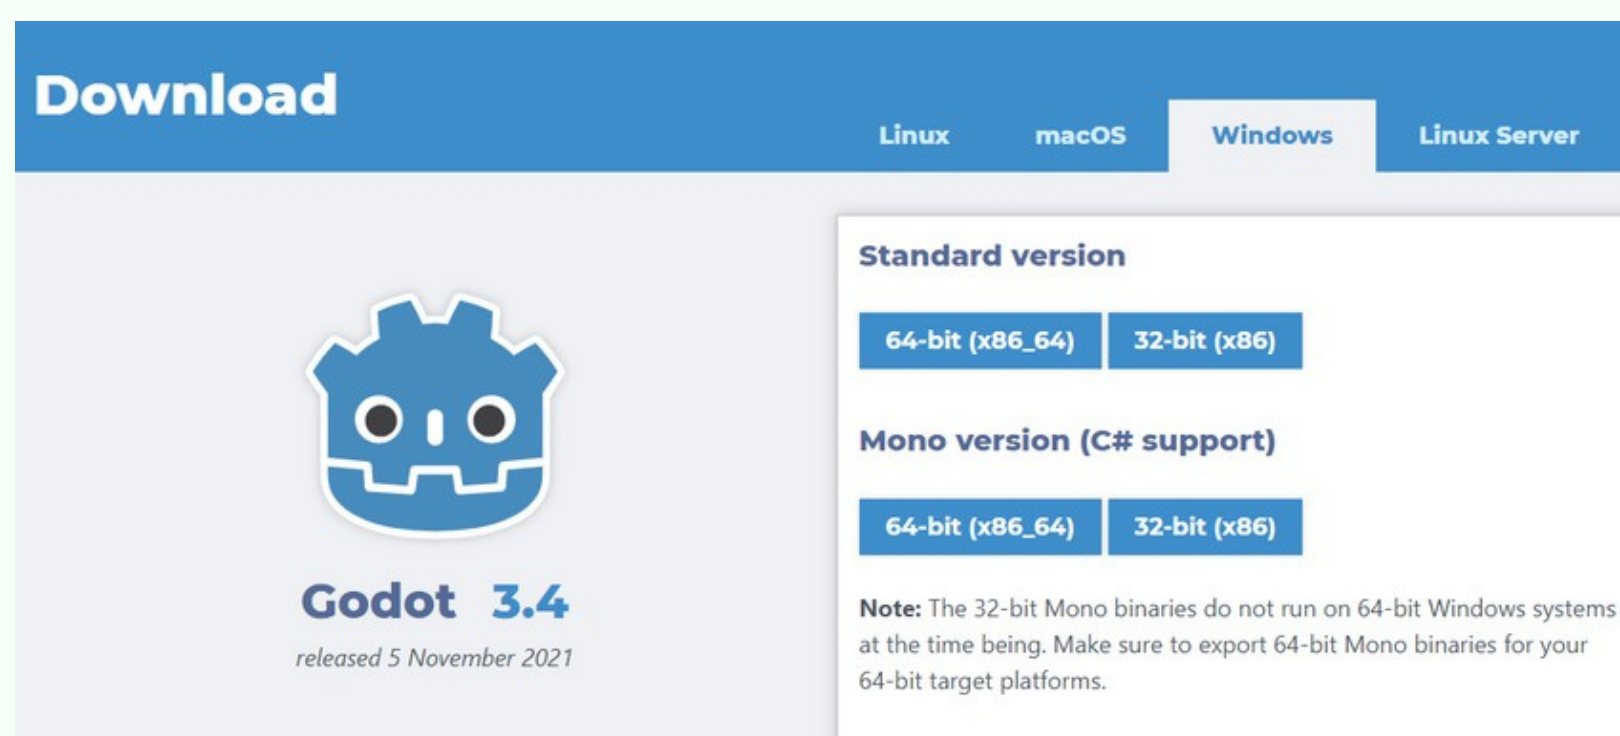 Download
Linux macOS Windows Linux Server
Standard version
64-bit (x86_64) 32-bit (x86)
Mono version (C# support)
64-bit (x86_64) 32-bit (x86)
Note: The 32-bit Mono binaries do not run on 64-bit Windows systems
at the time being. Make sure to export 64-bit Mono binaries for your
64-bit target platforms.
Godot 3.4
released 5 November 2021